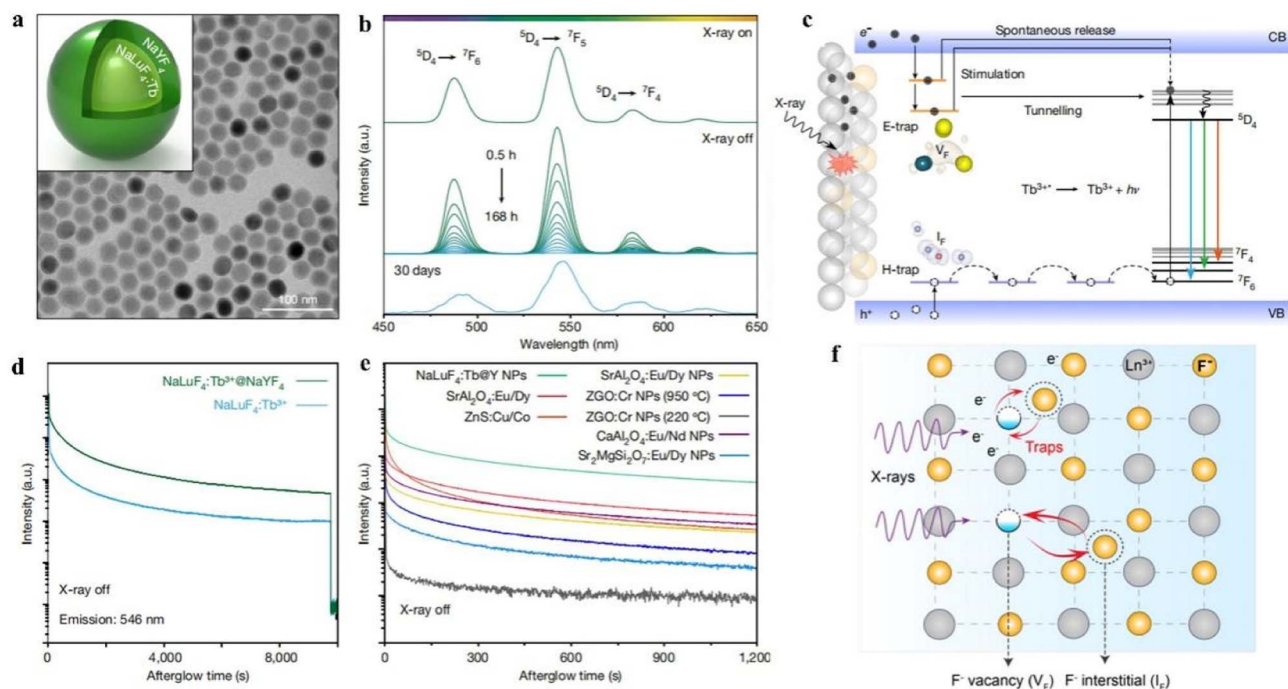 a
NaYF₄
NaLuF₄:Tb
100 nm
b
X-ray on
⁵D₄ → ⁷F₆
⁵D₄ → ⁷F₅
⁵D₄ → ⁷F₄
X-ray off
0.5 h
168 h
30 days
Intensity (a.u.)
450 500 550 600 650
Wavelength (nm)
c
e⁻
Spontaneous release
CB
Stimulation
X-ray
Tunnelling
E-trap
⁵D₄
V_F
Tb³⁺* → Tb³⁺ + hν
I_F
H-trap
⁷F₄
⁷F₆
h⁺
VB
d
NaLuF₄:Tb³⁺@NaYF₄
NaLuF₄:Tb³⁺
Intensity (a.u.)
X-ray off
Emission: 546 nm
0 4,000 8,000
Afterglow time (s)
e
NaLuF₄:Tb@Y NPs
SrAl₂O₄:Eu/Dy
ZnS:Cu/Co
SrAl₂O₄:Eu/Dy NPs
ZGO:Cr NPs (950 °C)
ZGO:Cr NPs (220 °C)
CaAl₂O₄:Eu/Nd NPs
Sr₂MgSi₂O₇:Eu/Dy NPs
Intensity (a.u.)
X-ray off
0 300 600 900 1,200
Afterglow time (s)
f
e⁻
Ln³⁺
F⁻
e⁻
e⁻
e⁻
Traps
X-rays
F⁻ vacancy (V_F)
F⁻ interstitial (I_F)